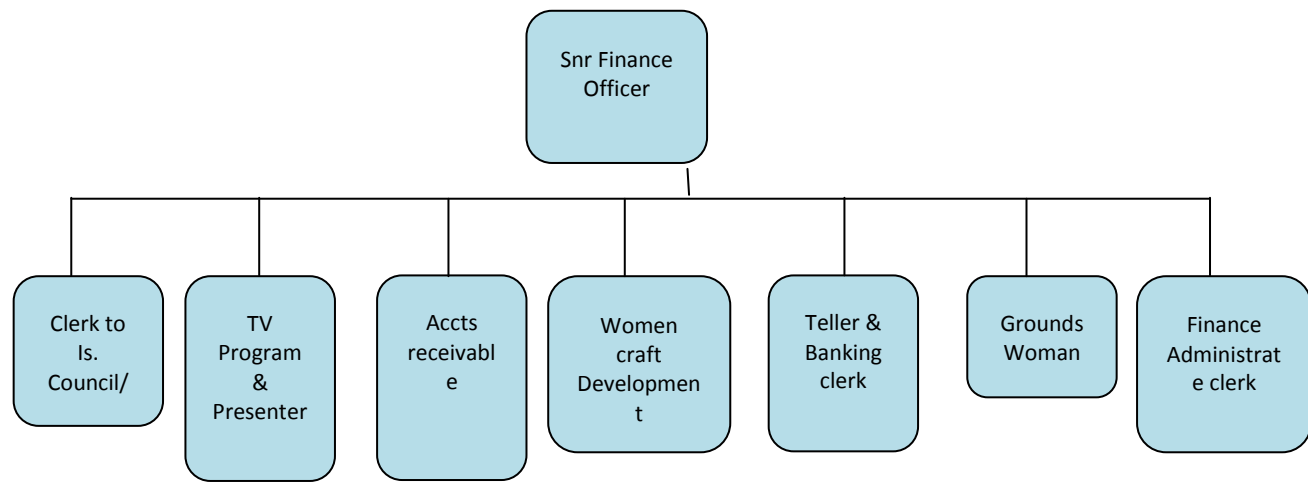 Snr Finance
Officer
Clerk to
Is.
Council/
TV
Program
&
Presenter
Accts
receivabl
e
Women
craft
Developmen
t
Teller &
Banking
clerk
Grounds
Woman
Finance
Administrat
e clerk